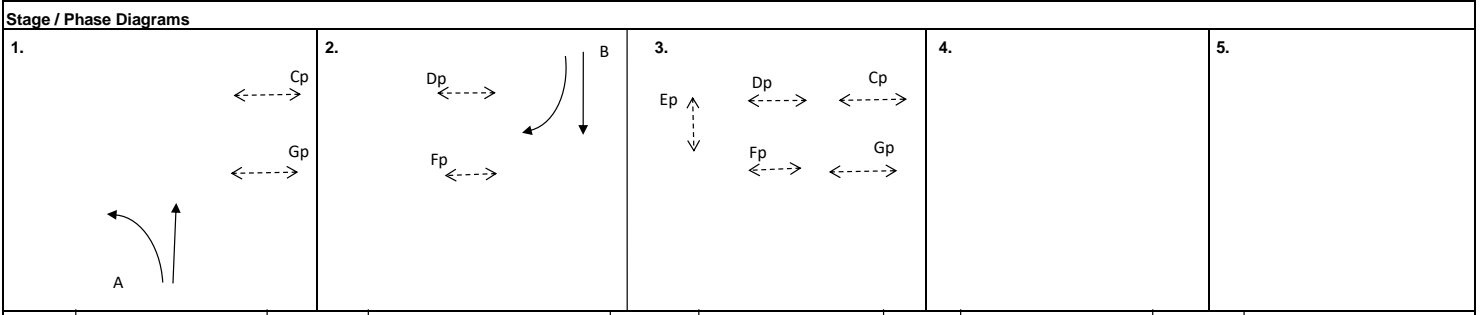 Stage / Phase Diagrams
1.
Cp
Gp
A
2.
B
Dp
Fp
3.
Dp
Cp
Ep
Fp
Gp
4.
5.